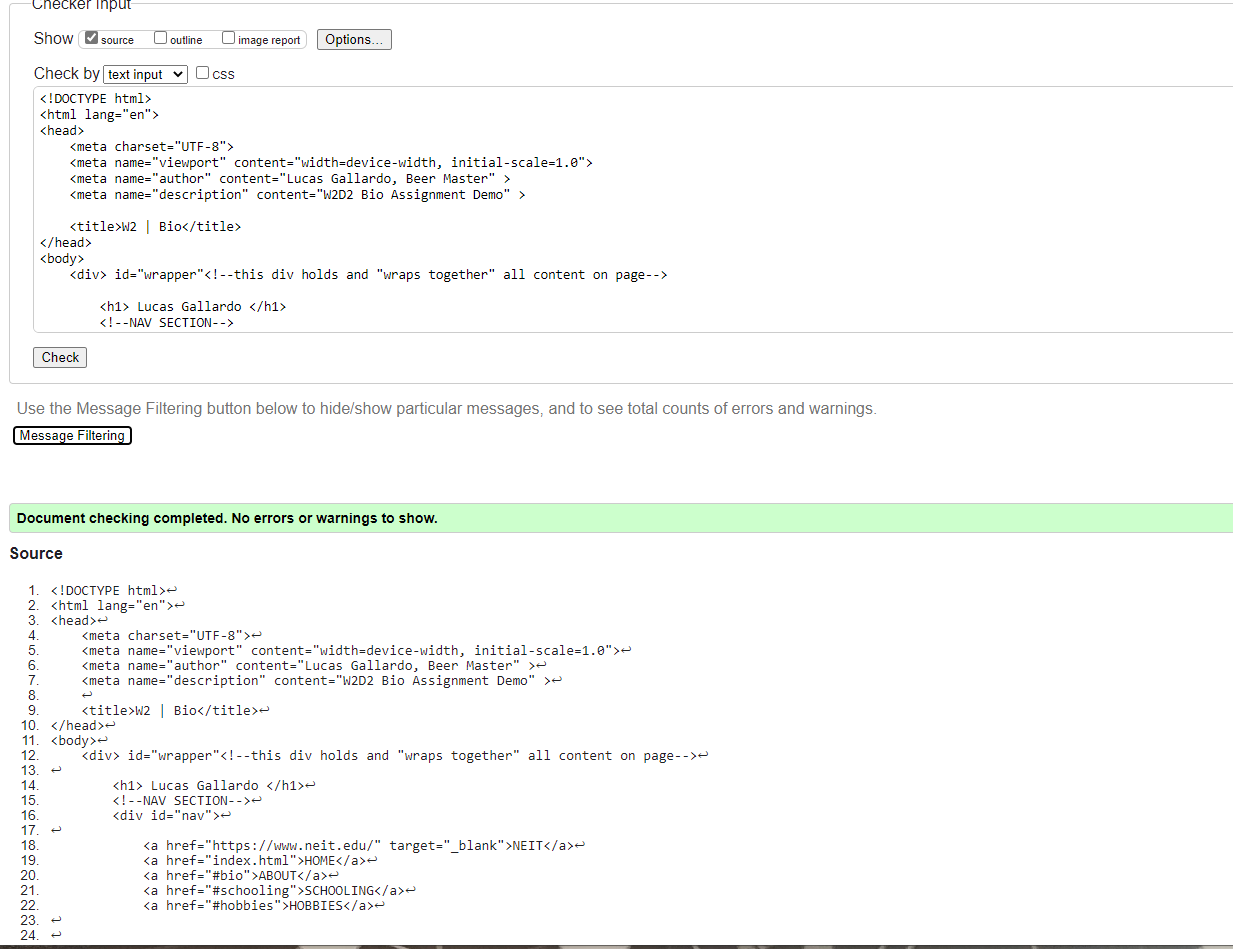 Checker Input
Show source outline image report Options...
Check by text input css
<!DOCTYPE html>
<html lang="en">
<head>
    <meta charset="UTF-8">
    <meta name="viewport" content="width=device-width, initial-scale=1.0">
    <meta name="author" content="Lucas Gallardo, Beer Master" >
    <meta name="description" content="W2D2 Bio Assignment Demo" >
    <title>W2 | Bio</title>
</head>
<body>
    <div> id="wrapper"<!--this div holds and "wraps together" all content on page-->
        <h1> Lucas Gallardo </h1>
        <!--NAV SECTION-->
Check
Use the Message Filtering button below to hide/show particular messages, and to see total counts of errors and warnings.
Message Filtering
Document checking completed. No errors or warnings to show.
Source
1. <!DOCTYPE html>↩
2. <html lang="en">↩
3. <head>↩
4.     <meta charset="UTF-8">↩
5.     <meta name="viewport" content="width=device-width, initial-scale=1.0">↩
6.     <meta name="author" content="Lucas Gallardo, Beer Master" >↩
7.     <meta name="description" content="W2D2 Bio Assignment Demo" >↩
8.     ↩
9.     <title>W2 | Bio</title>↩
10. </head>↩
11. <body>↩
12.     <div> id="wrapper"<!--this div holds and "wraps together" all content on page-->↩
13. ↩
14.         <h1> Lucas Gallardo </h1>↩
15.         <!--NAV SECTION-->↩
16.         <div id="nav">↩
17. ↩
18.             <a href="https://www.neit.edu/" target="_blank">NEIT</a>↩
19.             <a href="index.html">HOME</a>↩
20.             <a href="#bio">ABOUT</a>↩
21.             <a href="#schooling">SCHOOLING</a>↩
22.             <a href="#hobbies">HOBBIES</a>↩
23. ↩
24. ↩